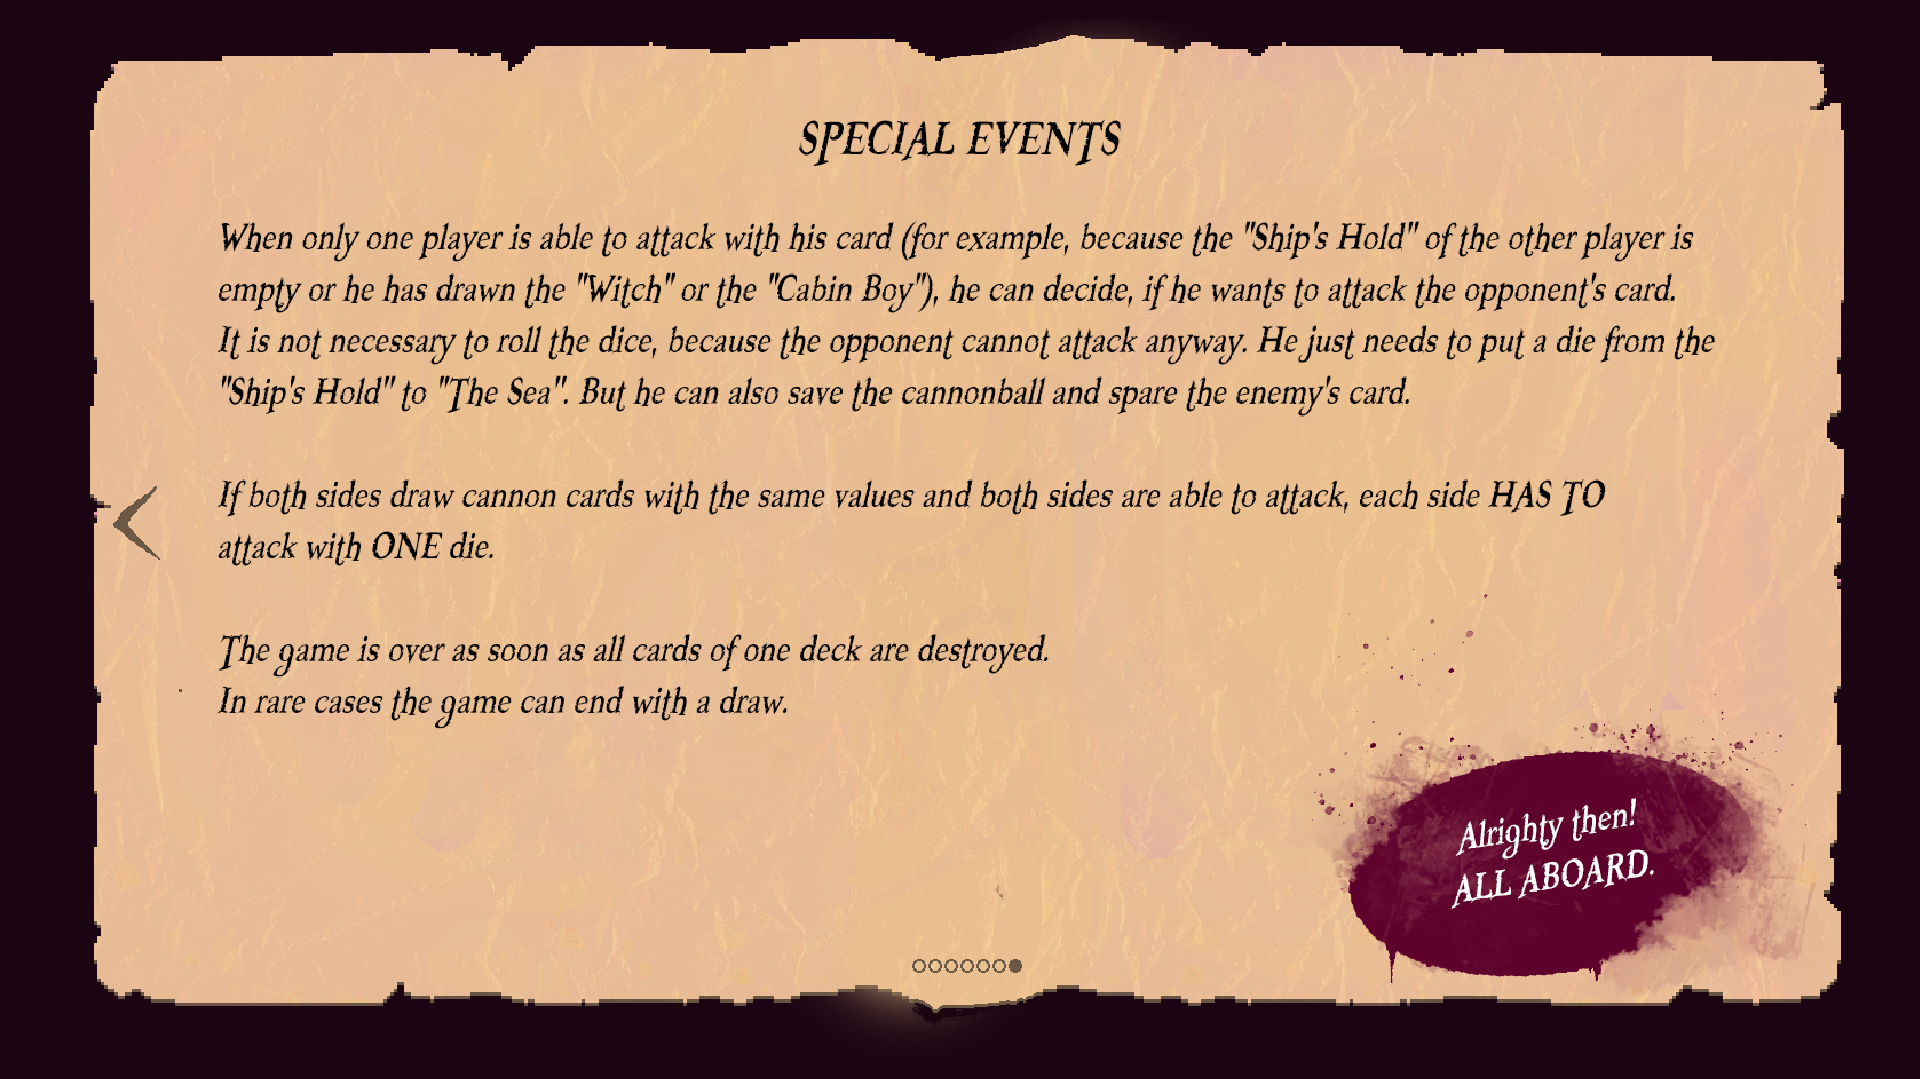 SPECIAL EVENTS
When only one player is able to attack with his card (for example, because the "Ship's Hold" of the other player is
empty or he has drawn the "Witch" or the "Cabin Boy"), he can decide, if he wants to attack the opponent's card.
It is not necessary to roll the dice, because the opponent cannot attack anyway. He just needs to put a die from the
"Ship's Hold" to "The Sea". But he can also save the cannonball and spare the enemy's card.
If both sides draw cannon cards with the same values and both sides are able to attack, each side HAS TO
attack with ONE die.
The game is over as soon as all cards of one deck are destroyed.
In rare cases the game can end with a draw.
Alrighty then!
ALL ABOARD.